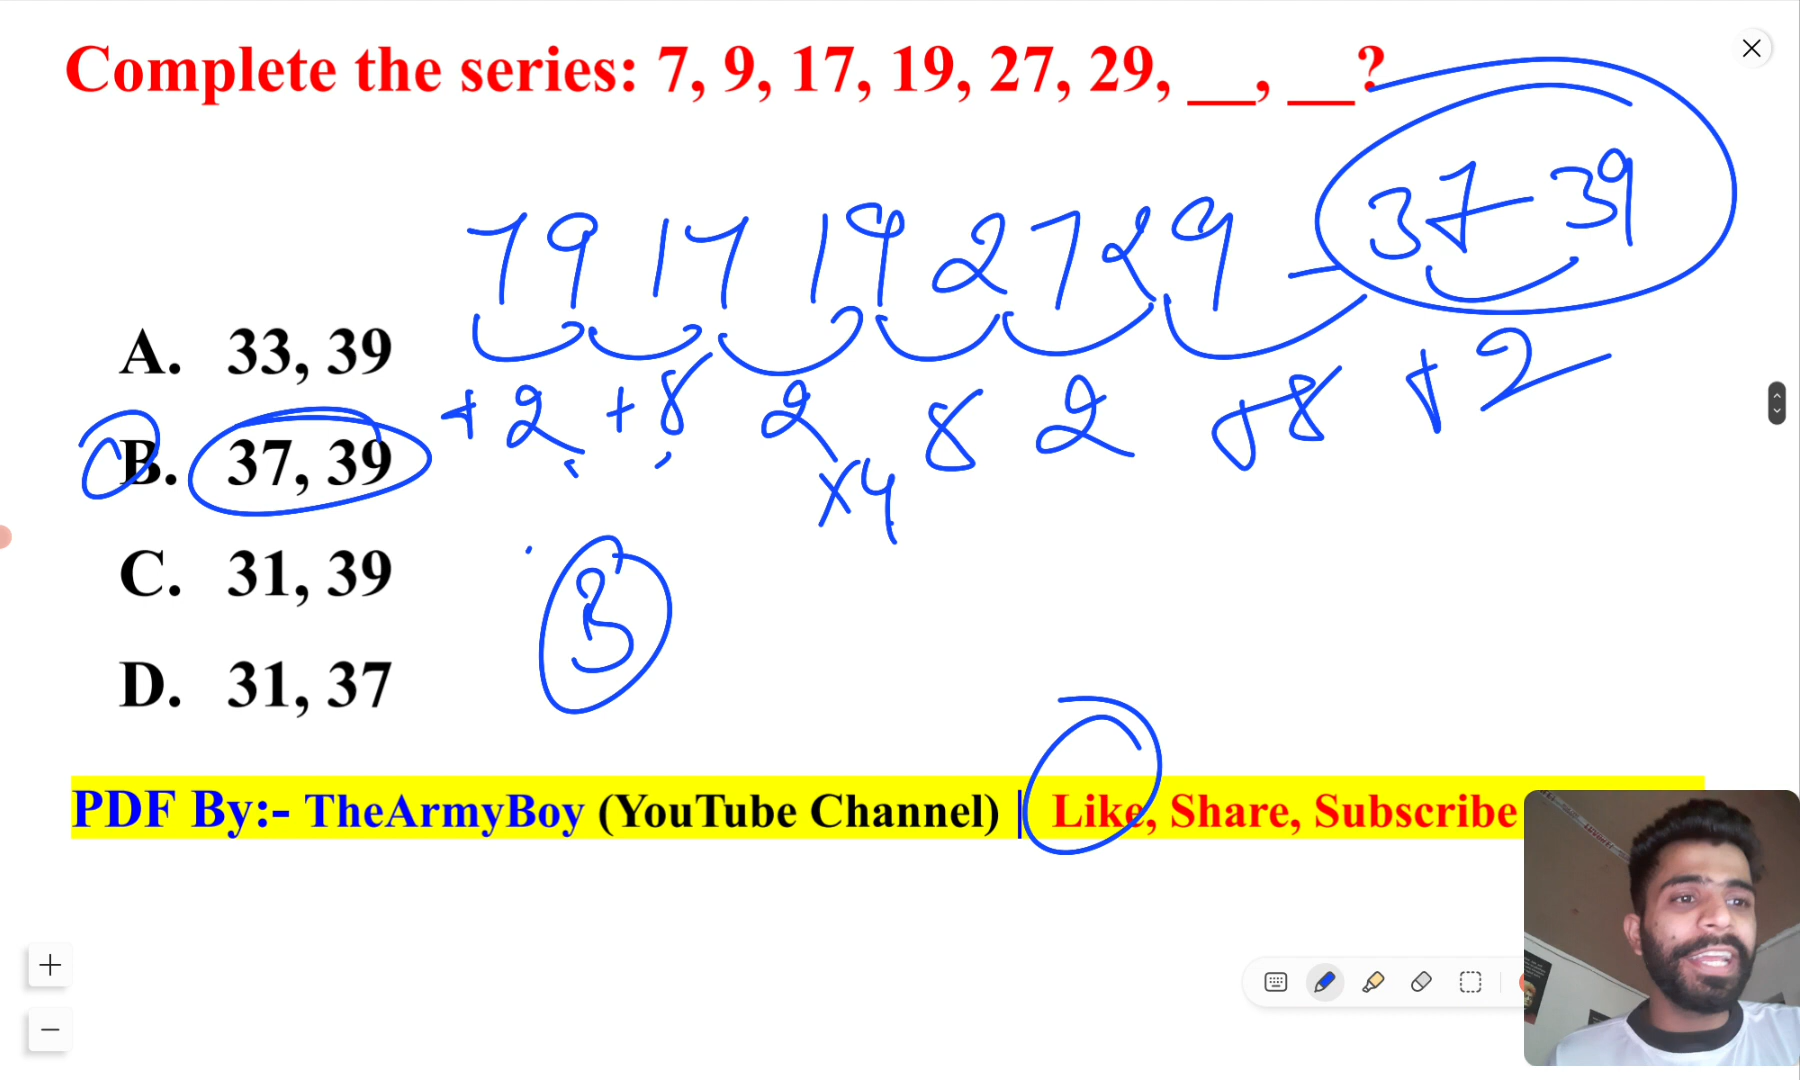 Complete the series: 7, 9, 17, 19, 27, 29, __, __?
7 9 17 19 27 29 - 37 - 39
A. 33, 39
+2 +8 2 8 2 +8 +2
B. 37, 39
×4
C. 31, 39
B
D. 31, 37
PDF By:- TheArmyBoy (YouTube Channel) | Like, Share, Subscribe